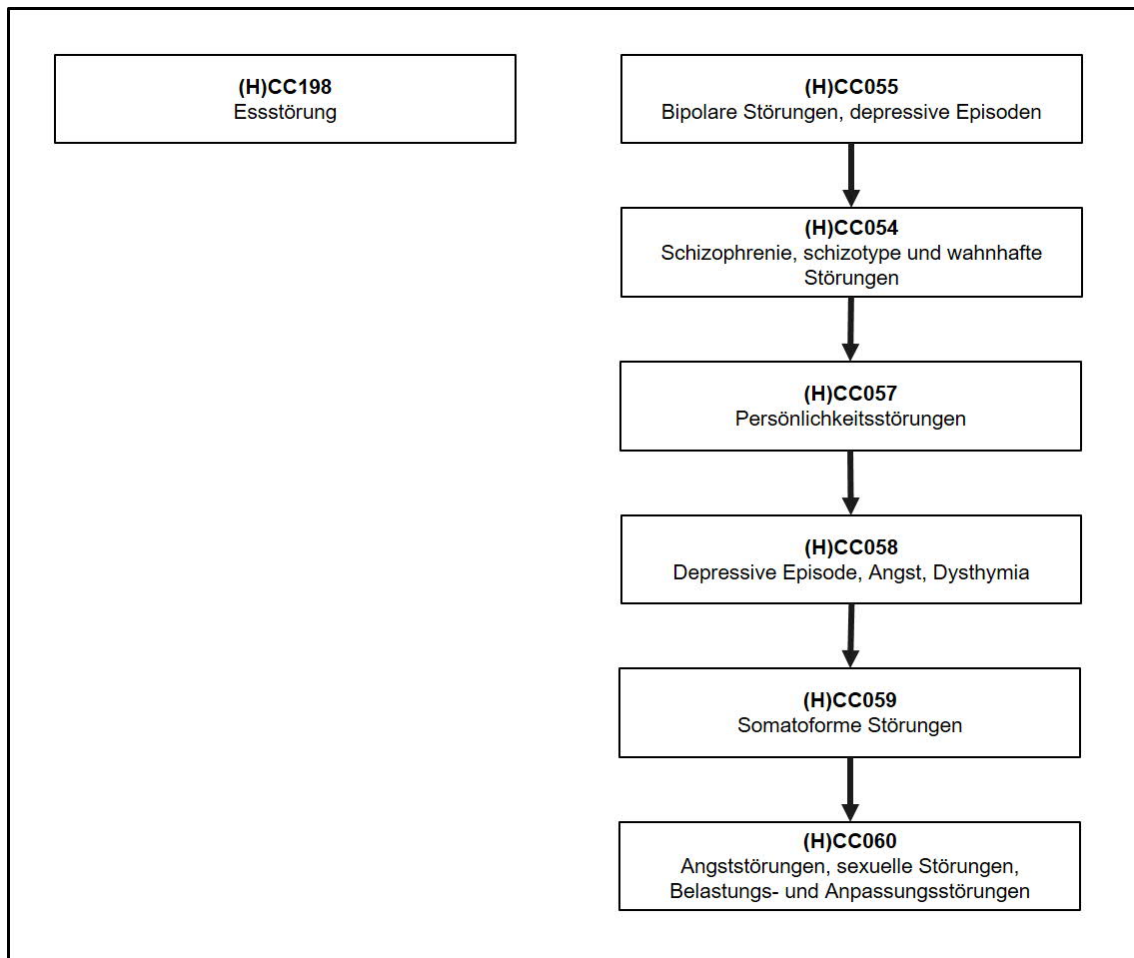 (H)CC198
Essstörung
(H)CC055
Bipolare Störungen, depressive Episoden
(H)CC054
Schizophrenie, schizotype und wahnhafte
Störungen
(H)CC057
Persönlichkeitsstörungen
(H)CC058
Depressive Episode, Angst, Dysthymia
(H)CC059
Somatoforme Störungen
(H)CC060
Angststörungen, sexuelle Störungen,
Belastungs- und Anpassungsstörungen